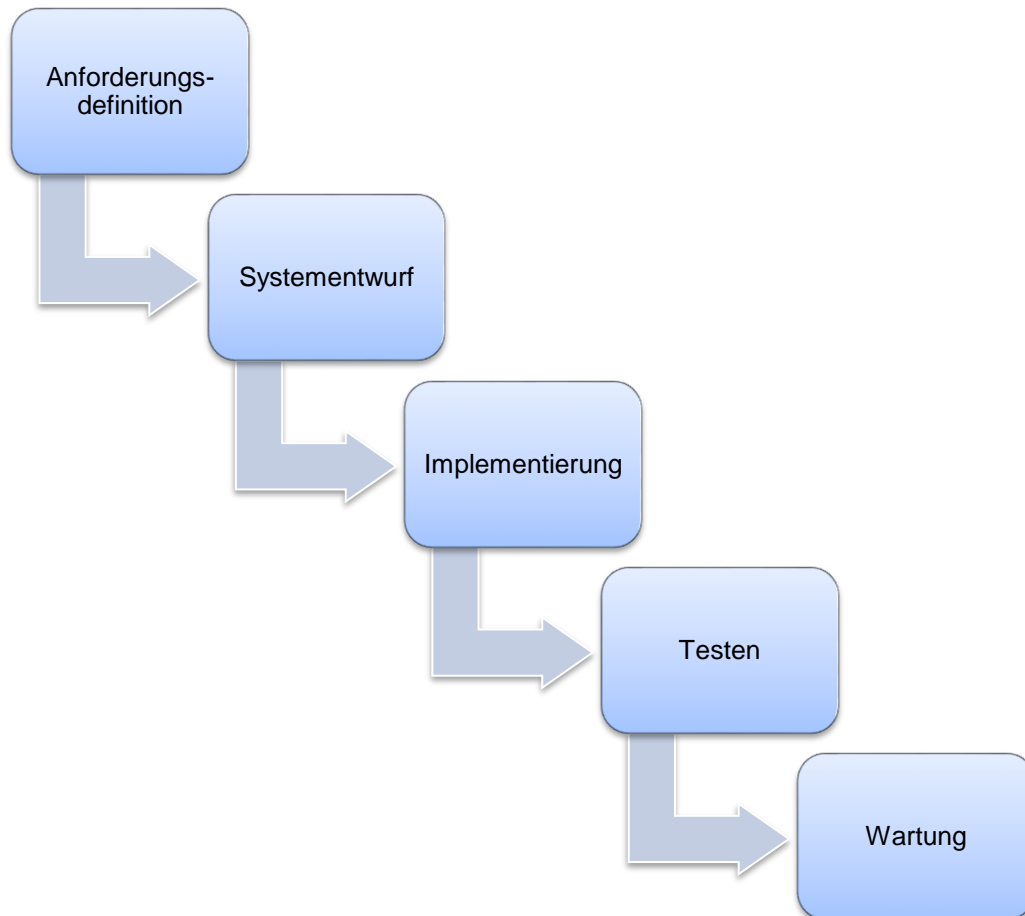 Anforderungs-
definition
Systementwurf
Implementierung
Testen
Wartung